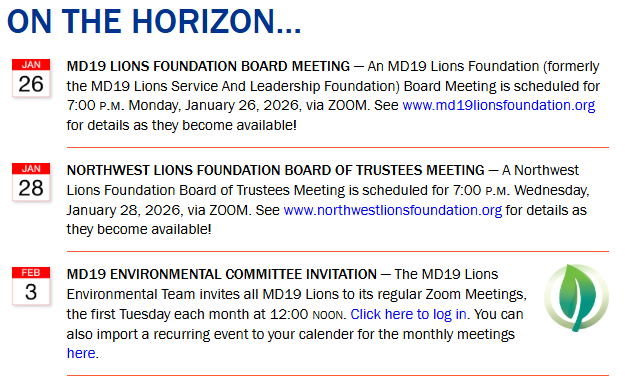 ON THE HORIZON...
JAN
26
MD19 LIONS FOUNDATION BOARD MEETING — An MD19 Lions Foundation (formerly
the MD19 Lions Service And Leadership Foundation) Board Meeting is scheduled for
7:00 P.M. Monday, January 26, 2026, via ZOOM. See www.md19lionsfoundation.org
for details as they become available!
JAN
28
NORTHWEST LIONS FOUNDATION BOARD OF TRUSTEES MEETING — A Northwest
Lions Foundation Board of Trustees Meeting is scheduled for 7:00 P.M. Wednesday,
January 28, 2026, via ZOOM. See www.northwestlionsfoundation.org for details as
they become available!
FEB
3
MD19 ENVIRONMENTAL COMMITTEE INVITATION — The MD19 Lions
Environmental Team invites all MD19 Lions to its regular Zoom Meetings,
the first Tuesday each month at 12:00 NOON. Click here to log in. You can
also import a recurring event to your calender for the monthly meetings
here.